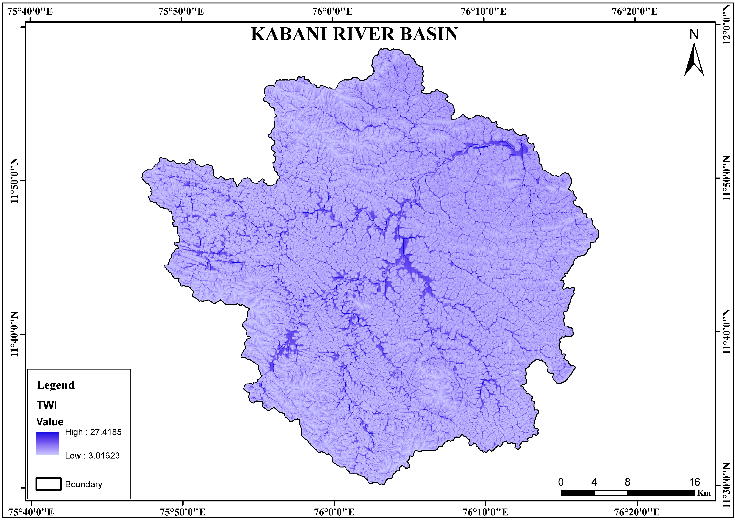 75°40'0"E 75°50'0"E 76°0'0"E 76°10'0"E 76°20'0"E
KABANI RIVER BASIN
N
12°0'0"N
11°50'0"N 11°50'0"N
11°40'0"N 11°40'0"N
11°30'0"N
Legend
TWI
Value
High : 27.4185
Low : 3.01623
Boundary
0 4 8 16
Km
75°40'0"E 75°50'0"E 76°0'0"E 76°10'0"E 76°20'0"E